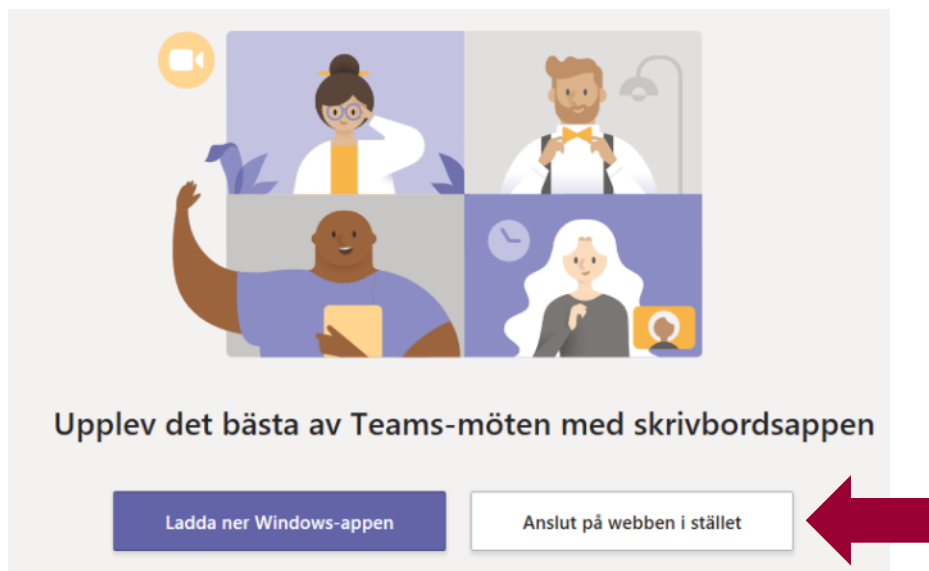 Upplev det bästa av Teams-möten med skrivbordsappen
Ladda ner Windows-appen
Anslut på webben i stället